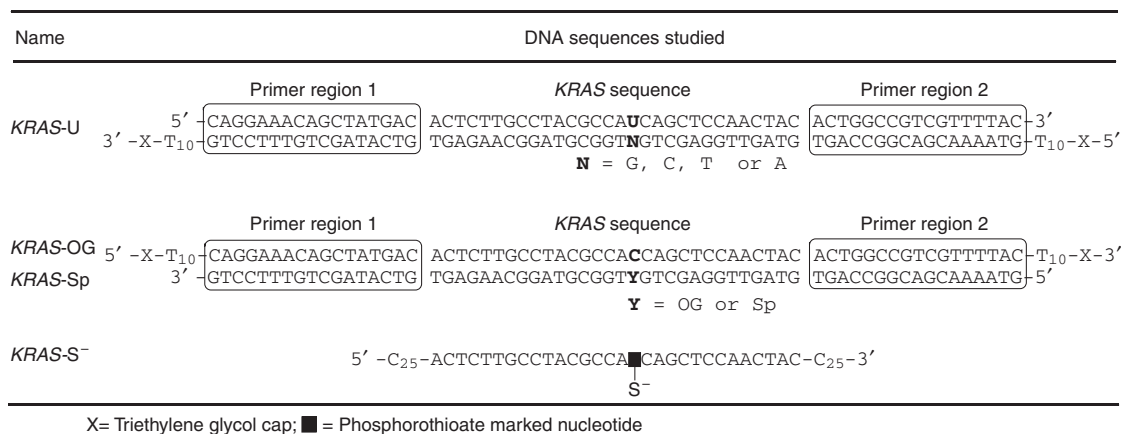 Name DNA sequences studied
Primer region 1 KRAS sequence Primer region 2
KRAS-U 5′ -CAGGAAACAGCTATGAC ACTCTTGCCTACGCCAUCAGCTCCAACTAC ACTGGCCGTCGTTTTAC-3′
3′ -X-T10-GTCCTTTGTCGATACTG TGAGAACGGATGCGGTNGTCGAGGTTGATG TGACCGGCAGCAAAATG-T10-X-5′
N = G, C, T or A
Primer region 1 KRAS sequence Primer region 2
KRAS-OG 5′ -X-T10-CAGGAAACAGCTATGAC ACTCTTGCCTACGCCACCAGCTCCAACTAC ACTGGCCGTCGTTTTAC-T10-X-3′
KRAS-Sp 3′ -GTCCTTTGTCGATACTG TGAGAACGGATGCGGTYGTCGAGGTTGATG TGACCGGCAGCAAAATG-5′
Y = OG or Sp
KRAS-S⁻ 5′ -C25-ACTCTTGCCTACGCCA■CAGCTCCAACTAC-C25-3′
S⁻
X= Triethylene glycol cap; ■ = Phosphorothioate marked nucleotide